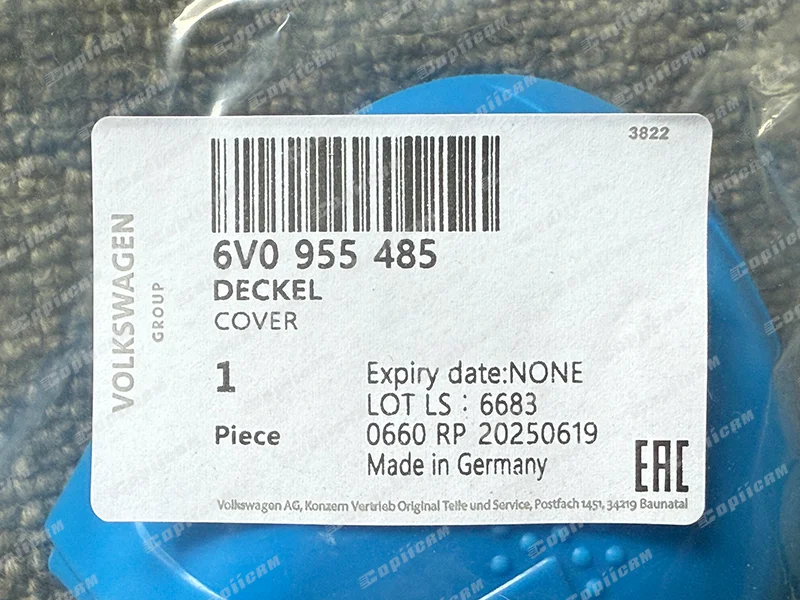 3822
VOLKSWAGEN
GROUP
6V0 955 485
DECKEL
COVER
1
Piece
Expiry date:NONE
LOT LS : 6683
0660 RP 20250619
Made in Germany
EAC
Volkswagen AG, Konzern Vertrieb Original Teile und Service, Postfach 1451, 34219 Baunatal
Copiicam